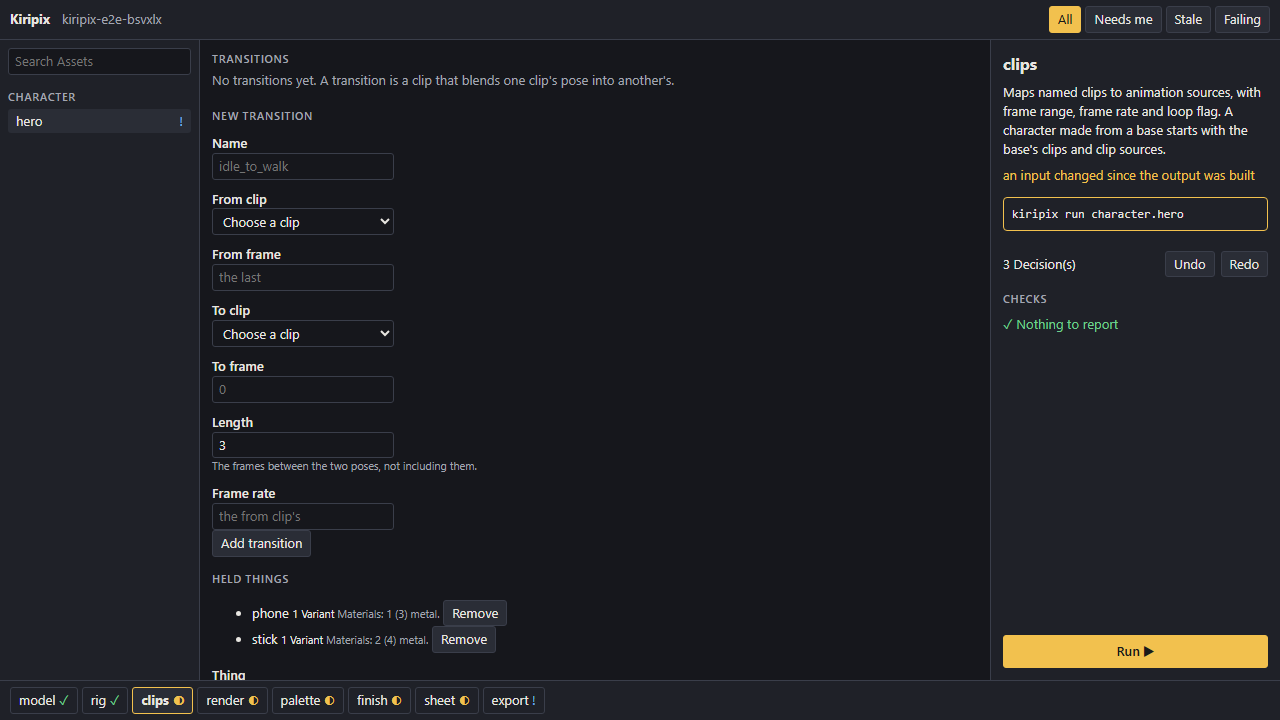 Kiripix kiripix-e2e-bsvxlx
All Needs me Stale Failing
Search Assets
CHARACTER
hero !
TRANSITIONS
No transitions yet. A transition is a clip that blends one clip's pose into another's.
NEW TRANSITION
Name
idle_to_walk
From clip
Choose a clip
From frame
the last
To clip
Choose a clip
To frame
0
Length
3
The frames between the two poses, not including them.
Frame rate
the from clip's
Add transition
HELD THINGS
phone 1 Variant Materials: 1 (3) metal. Remove
stick 1 Variant Materials: 2 (4) metal. Remove
Thing
clips
Maps named clips to animation sources, with
frame range, frame rate and loop flag. A
character made from a base starts with the
base's clips and clip sources.
an input changed since the output was built
kiripix run character.hero
3 Decision(s) Undo Redo
CHECKS
✓ Nothing to report
Run ▶
model ✓ rig ✓ clips ◐ render ◐ palette ◐ finish ◐ sheet ◐ export !